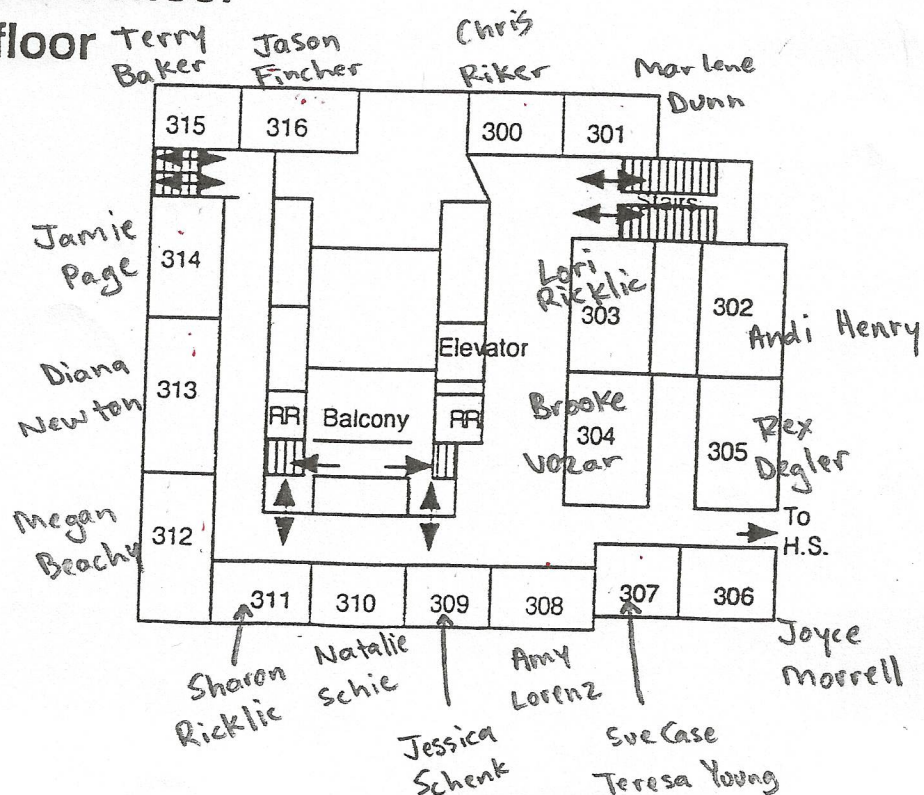 floor
Terry
Baker
Jason
Fincher
Chris
Riker
Marlene
Dunn
315
316
300
301
Stairs
Jamie
Page
314
Lori
Ricklic
303
302
Andi Henry
Elevator
Diana
Newton
313
RR
Balcony
RR
Brooke
304
Vozar
305
Rex
Degler
Megan
Beachy
312
To
H.S.
311
310
309
308
307
306
Sharon
Ricklic
Natalie
Schie
Jessica
Schenk
Amy
Lorenz
Sue Case
Teresa Young
Joyce
Morrell